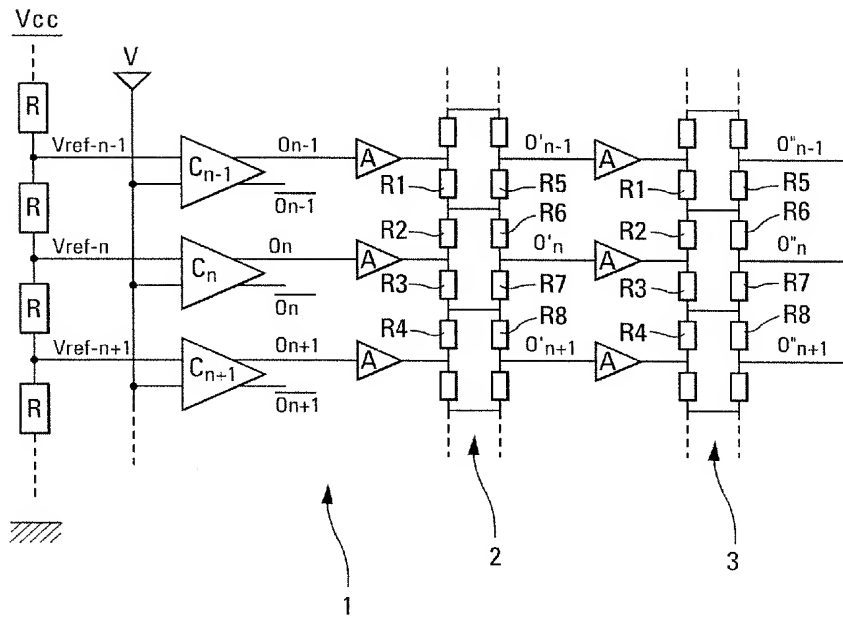 Vcc
V
R
Vref-n-1
Cn-1
On-1
On-1
A
R1
R5
O'n-1
A
R1
R5
O"n-1
R
Vref-n
Cn
On
On
A
R2
R6
R3
R7
O'n
A
R2
R6
R3
R7
O"n
R
Vref-n+1
Cn+1
On+1
On+1
A
R4
R8
O'n+1
A
R4
R8
O"n+1
R
1
2
3